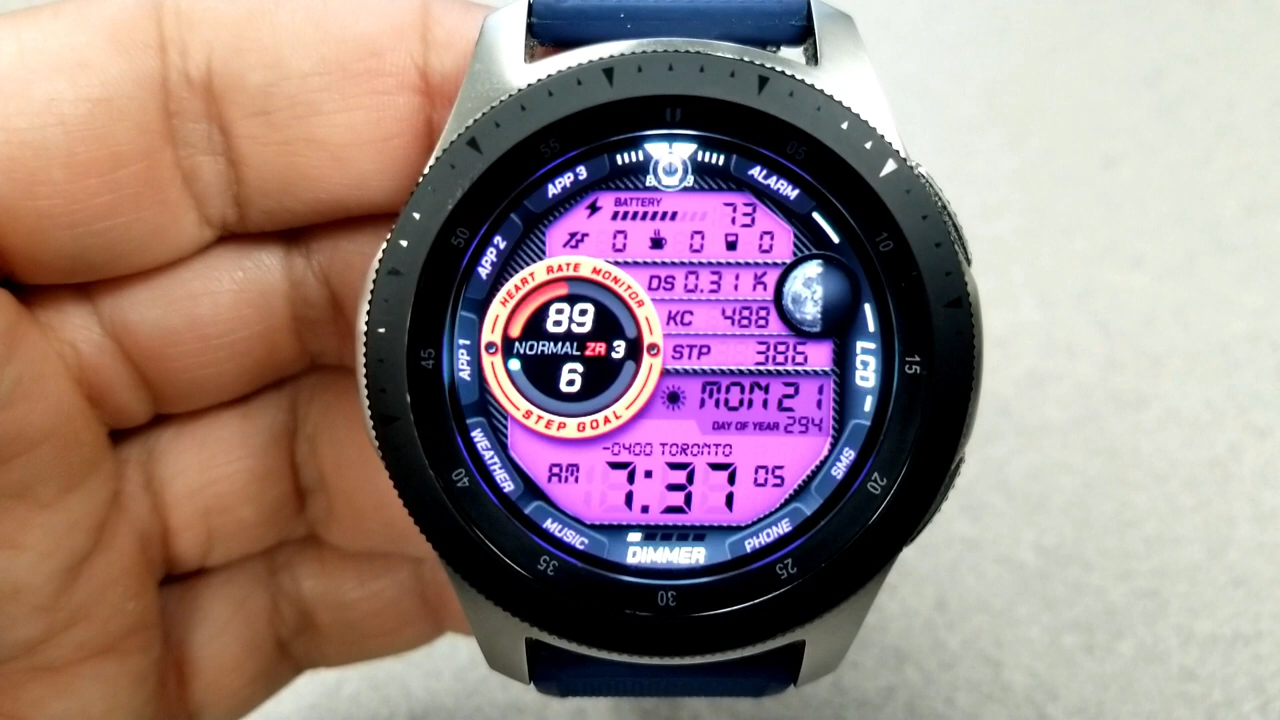 55
05
50
10
45
15
40
20
35
25
30
APP 3
ALARM
APP 2
APP 1
LCD
WEATHER
SMS
MUSIC
PHONE
DIMMER
BATTERY 73
0 0 0
DS 0.31 K
KC 488
STP 386
HEART RATE MONITOR
89
NORMAL ZR 3
6
STEP GOAL
MON 21
DAY OF YEAR 294
-0400 TORONTO
AM 7:37 05